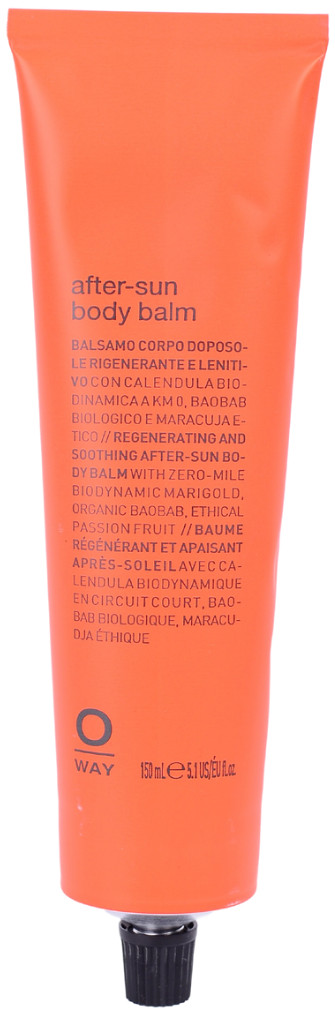 after-sun
body balm
BALSAMO CORPO DOPOSO-
LE RIGENERANTE E LENITI-
VO CON CALENDULA BIO-
DINAMICA A KM 0, BAOBAB
BIOLOGICO E MARACUJA E-
TICO // REGENERATING AND
SOOTHING AFTER-SUN BO-
DY BALM WITH ZERO-MILE
BIODYNAMIC MARIGOLD,
ORGANIC BAOBAB, ETHICAL
PASSION FRUIT // BAUME
RÉGÉNÉRANT ET APAISANT
APRÈS-SOLEIL AVEC CA-
LENDULA BIODYNAMIQUE
EN CIRCUIT COURT, BAO-
BAB BIOLOGIQUE, MARACU-
DJA ÉTHIQUE
O
WAY
150 mL ℮ 5.1 US/ÉU fl.oz.